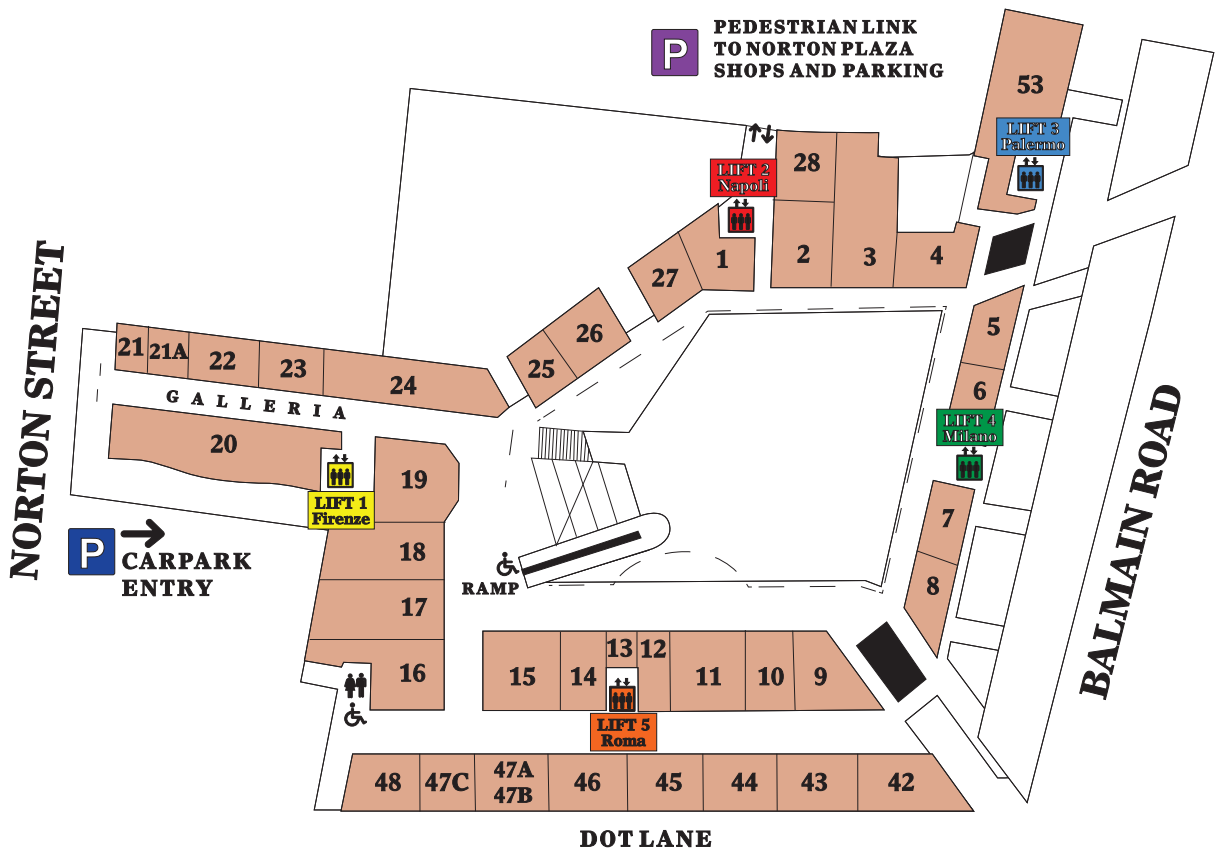 P
PEDESTRIAN LINK
TO NORTON PLAZA
SHOPS AND PARKING
53
LIFT 3
Palermo
28
LIFT 2
Napoli
1
2
3
4
27
26
25
5
6
LIFT 4
Milano
7
8
NORTON STREET
21
21A
22
23
24
GALLERIA
20
19
LIFT 1
Firenze
P
CARPARK
ENTRY
18
17
16
RAMP
BALMAIN ROAD
15
14
13
12
11
10
9
LIFT 5
Roma
48
47C
47A
47B
46
45
44
43
42
DOT LANE